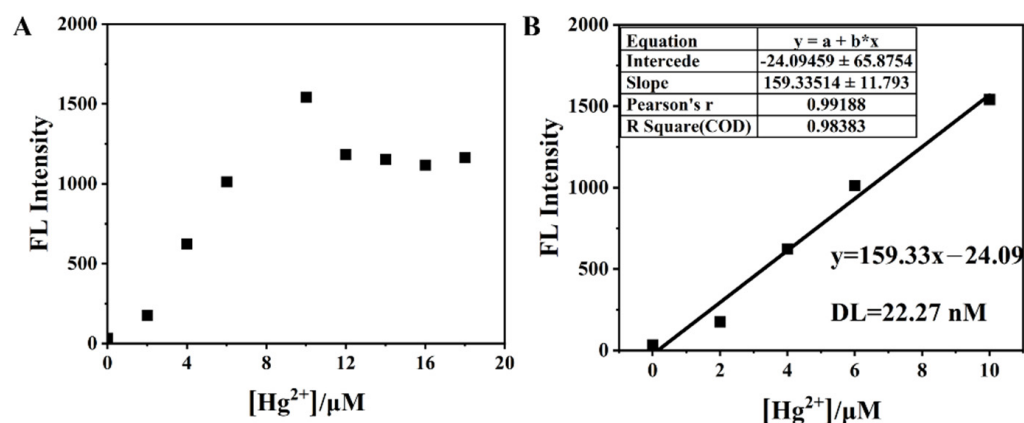 A
FL Intensity
2000
1500
1000
500
0
0 4 8 12 16 20
[Hg²⁺]/μM
B
FL Intensity
2000
1500
1000
500
0
Equation y = a + b*x
Intercede -24.09459 ± 65.8754
Slope 159.33514 ± 11.793
Pearson's r 0.99188
R Square(COD) 0.98383
y=159.33x−24.09
DL=22.27 nM
0 2 4 6 8 10
[Hg²⁺]/μM